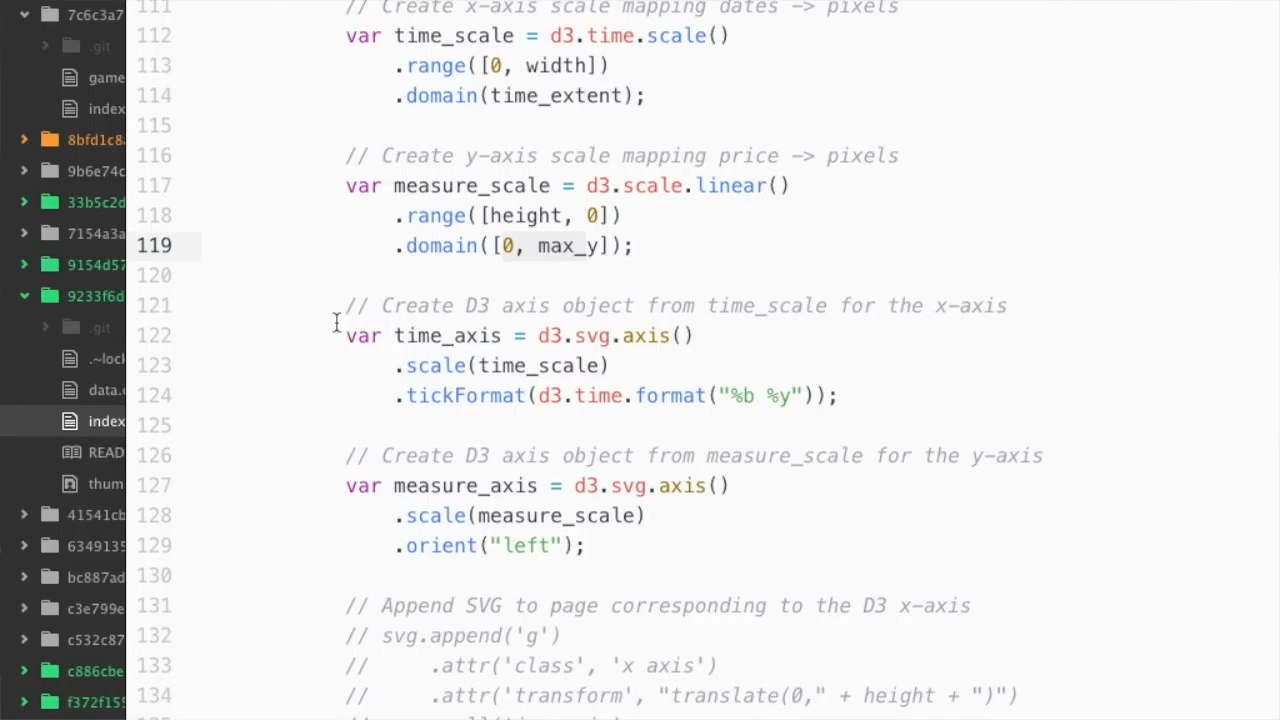 7c6c3a7
.git
game
index
8bfd1c8
9b6e74c
33b5c2d
7154a3a
9154d57
9233f6d
.git
.~lock
data.
index
READ
thum
41541cb
6349135
bc887ad
c3e799e
c532c87
c886cbe
f372f155
111 // Create x-axis scale mapping dates -> pixels
112 var time_scale = d3.time.scale()
113 .range([0, width])
114 .domain(time_extent);
115
116 // Create y-axis scale mapping price -> pixels
117 var measure_scale = d3.scale.linear()
118 .range([height, 0])
119 .domain([0, max_y]);
120
121 // Create D3 axis object from time_scale for the x-axis
122 var time_axis = d3.svg.axis()
123 .scale(time_scale)
124 .tickFormat(d3.time.format("%b %y"));
125
126 // Create D3 axis object from measure_scale for the y-axis
127 var measure_axis = d3.svg.axis()
128 .scale(measure_scale)
129 .orient("left");
130
131 // Append SVG to page corresponding to the D3 x-axis
132 // svg.append('g')
133 // .attr('class', 'x axis')
134 // .attr('transform', "translate(0," + height + ")")